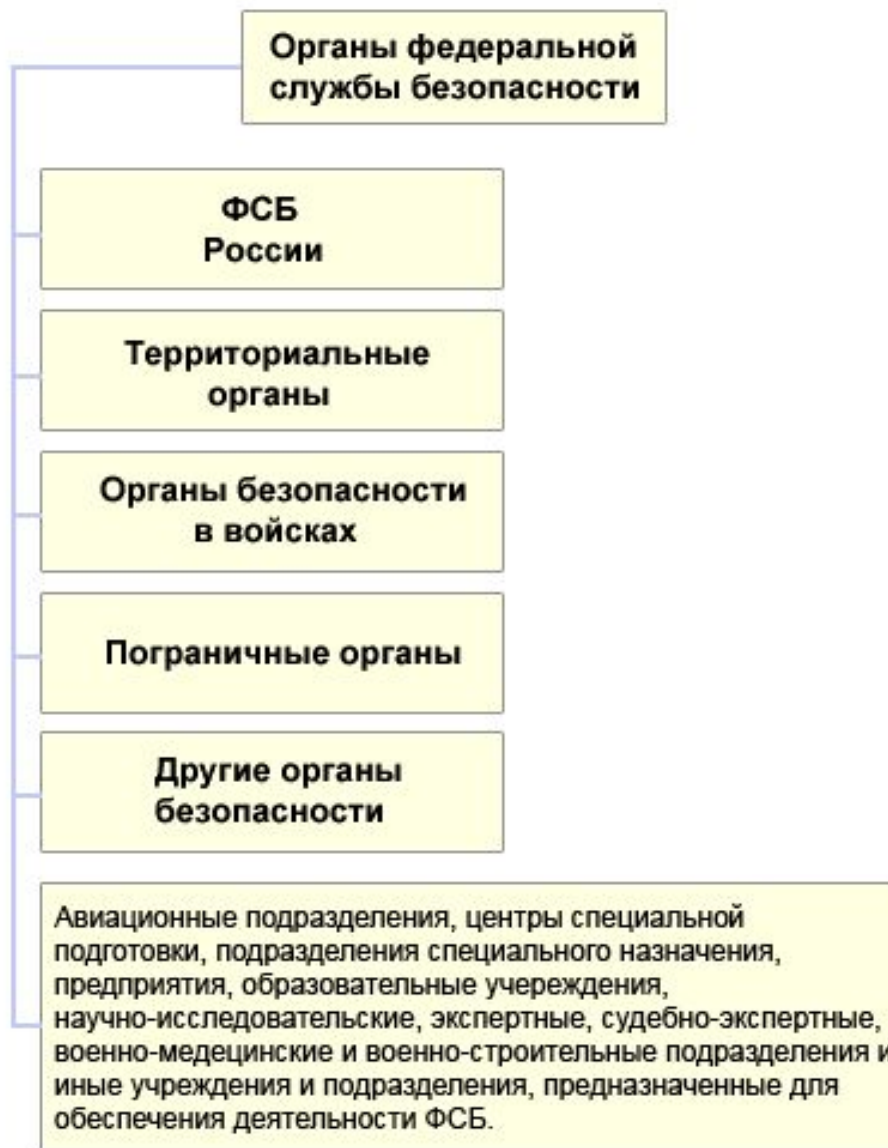 Органы федеральной
службы безопасности
ФСБ
России
Территориальные
органы
Органы безопасности
в войсках
Пограничные органы
Другие органы
безопасности
Авиационные подразделения, центры специальной
подготовки, подразделения специального назначения,
предприятия, образовательные учереждения,
научно-исследовательские, экспертные, судебно-экспертные,
военно-медецинские и военно-строительные подразделения и
иные учреждения и подразделения, предназначенные для
обеспечения деятельности ФСБ.